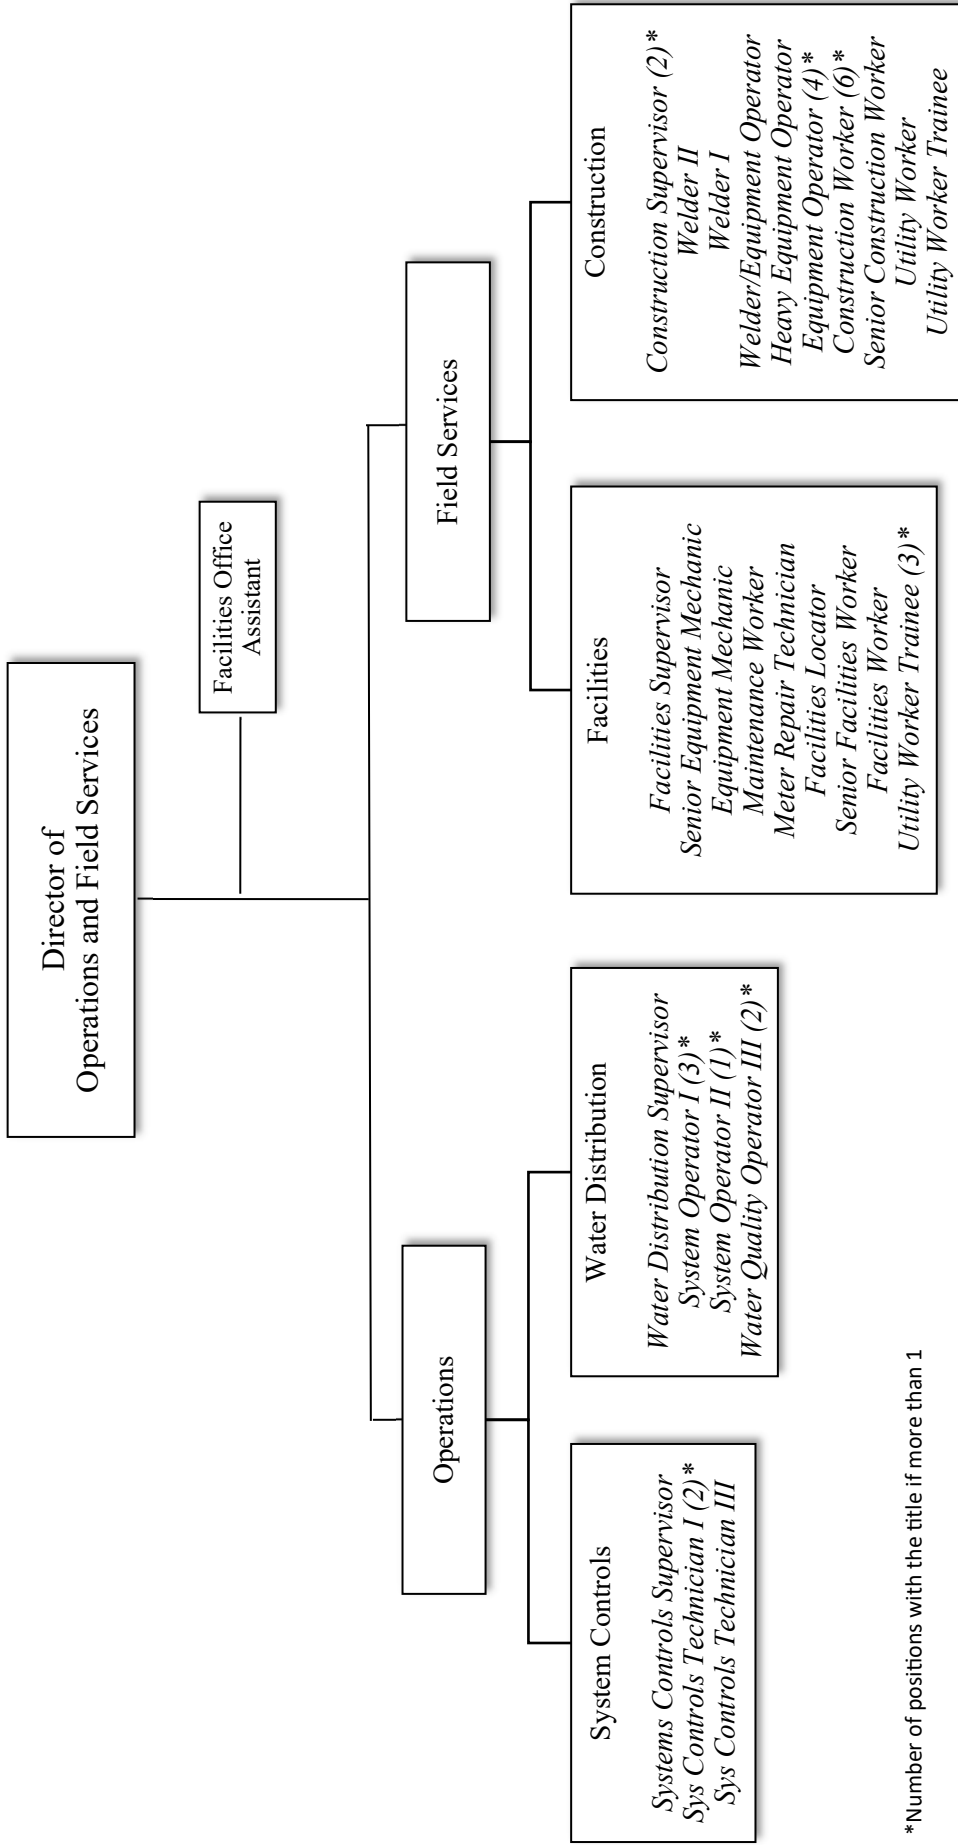 Director of
Operations and Field Services
Facilities Office
Assistant
Operations
Field Services
System Controls
Systems Controls Supervisor
Sys Controls Technician I (2)*
Sys Controls Technician III
Water Distribution
Water Distribution Supervisor
System Operator I (3)*
System Operator II (1)*
Water Quality Operator III (2)*
Facilities
Facilities Supervisor
Senior Equipment Mechanic
Equipment Mechanic
Maintenance Worker
Meter Repair Technician
Facilities Locator
Senior Facilities Worker
Facilities Worker
Utility Worker Trainee (3)*
Construction
Construction Supervisor (2)*
Welder II
Welder I
Welder/Equipment Operator
Heavy Equipment Operator
Equipment Operator (4)*
Construction Worker (6)*
Senior Construction Worker
Utility Worker
Utility Worker Trainee
*Number of positions with the title if more than 1